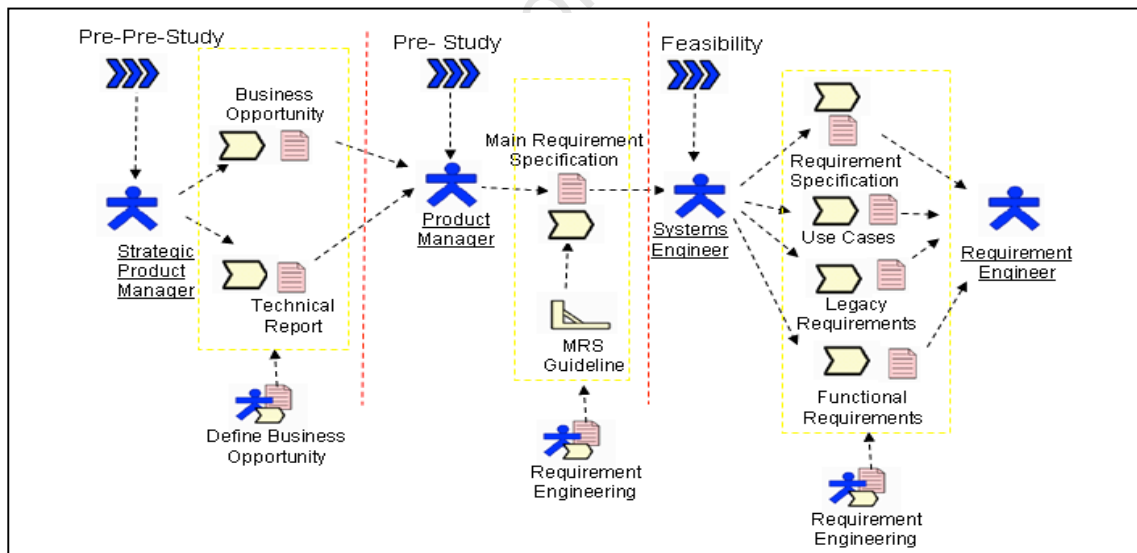 Pre-Pre-Study
Business
Opportunity
Strategic
Product
Manager
Technical
Report
Define Business
Opportunity
Pre- Study
Product
Manager
Main Requirement
Specification
MRS
Guideline
Requirement
Engineering
Feasibility
Systems
Engineer
Requirement
Specification
Use Cases
Legacy
Requirements
Functional
Requirements
Requirement
Engineer
Requirement
Engineering